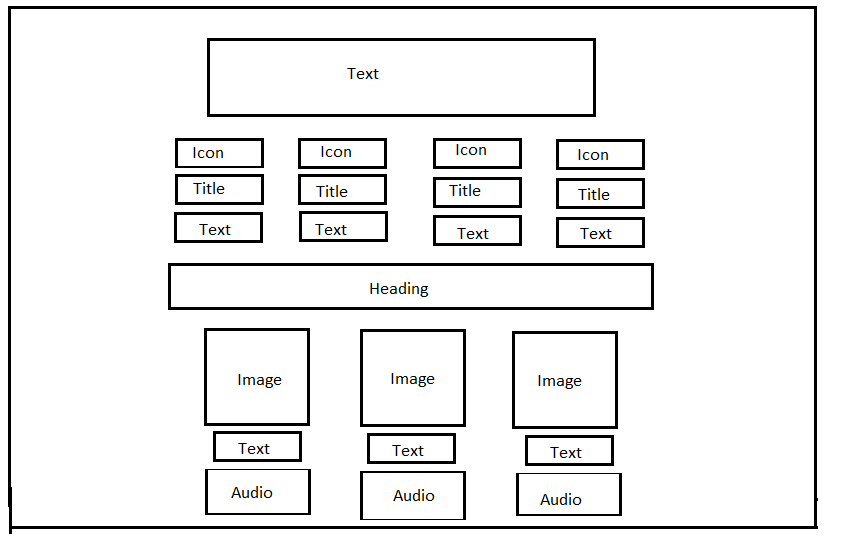 Text
Icon Icon Icon Icon
Title Title Title Title
Text Text Text Text
Heading
Image Image Image
Text Text Text
Audio Audio Audio